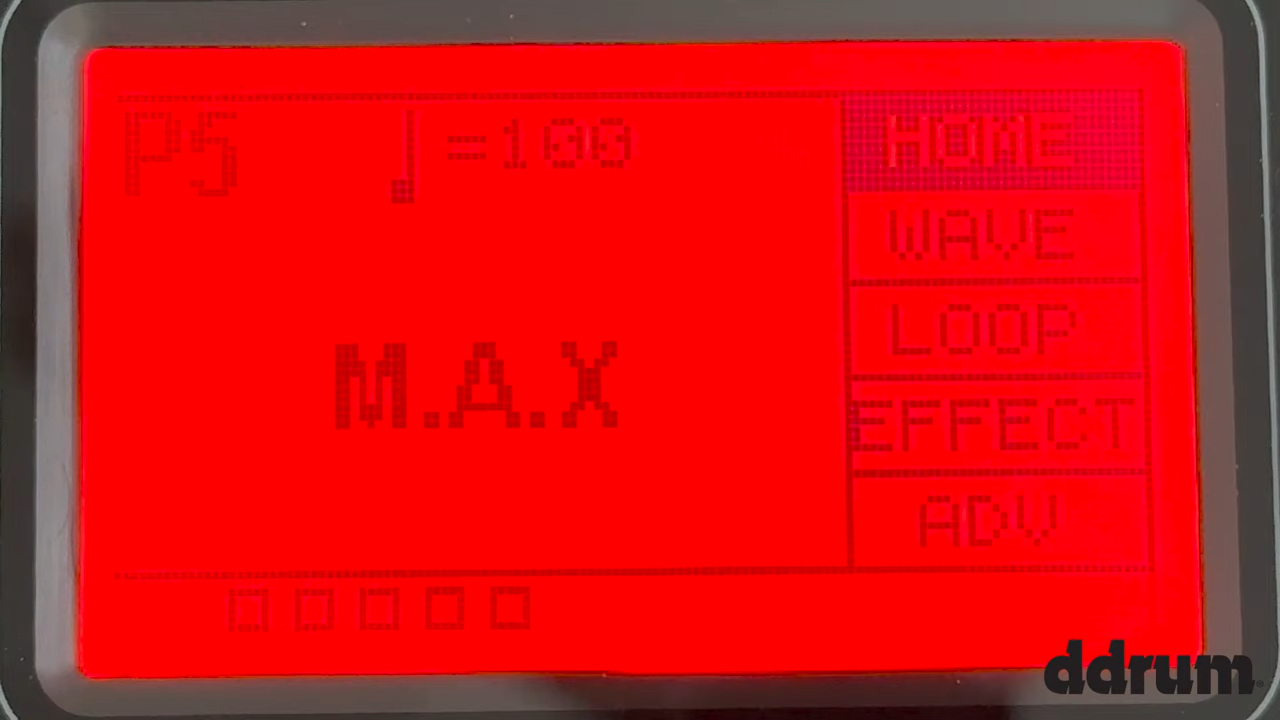 P5 ♩=100
HOME
WAVE
LOOP
M.A.X
EFFECT
ADV
ddrum